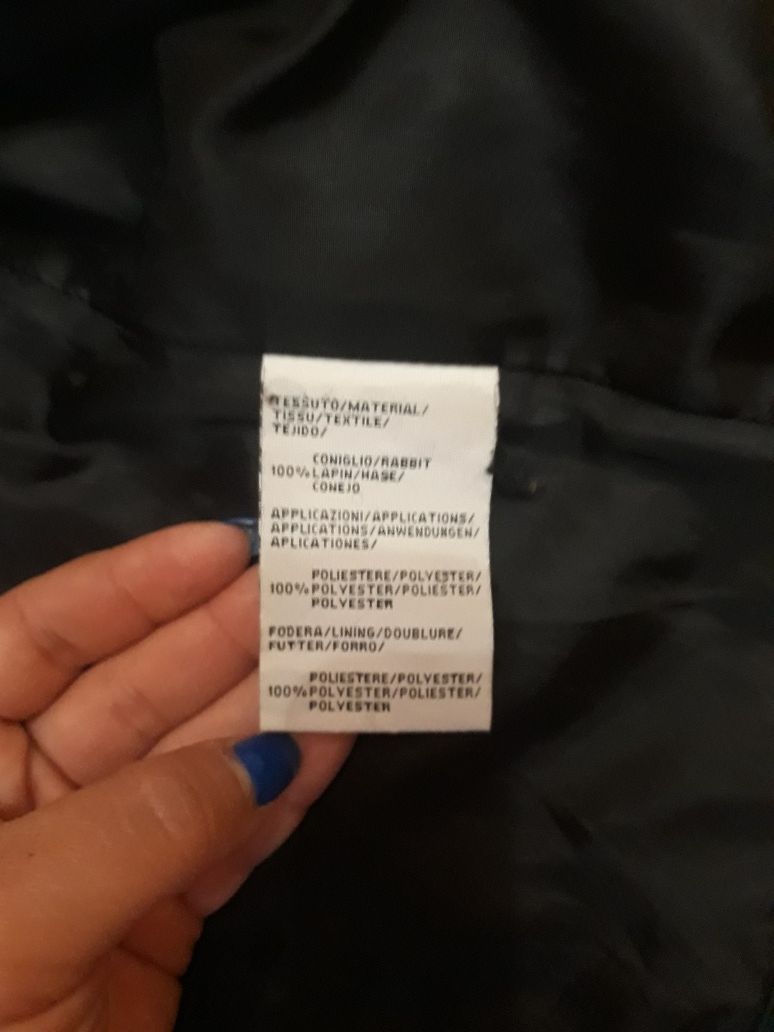 TESSUTO/MATERIAL/
TISSU/TEXTILE/
TEJIDO/
CONIGLIO/RABBIT
100% LAPIN/HASE/
CONEJO
APPLICAZIONI/APPLICATIONS/
APPLICATIONS/ANWENDUNGEN/
APLICATIONES/
POLIESTERE/POLYESTER/
100% POLYESTER/POLIESTER/
POLYESTER
FODERA/LINING/DOUBLURE/
FUTTER/FORRO/
POLIESTERE/POLYESTER/
100% POLYESTER/POLIESTER/
POLYESTER